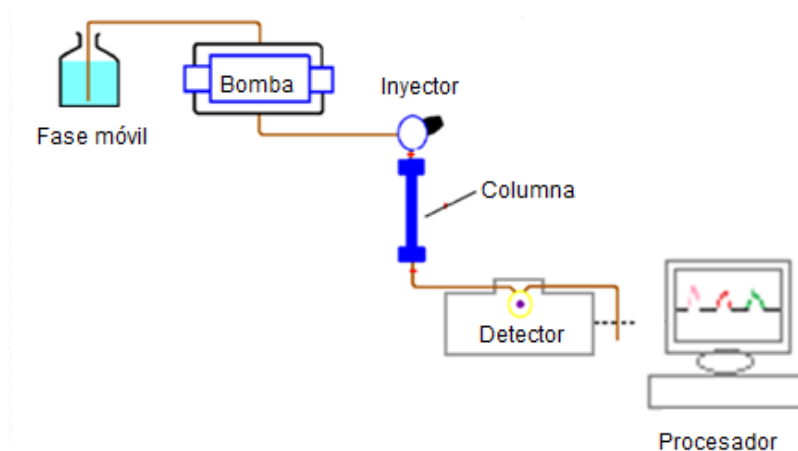 Bomba
Inyector
Fase móvil
Columna
Detector
Procesador